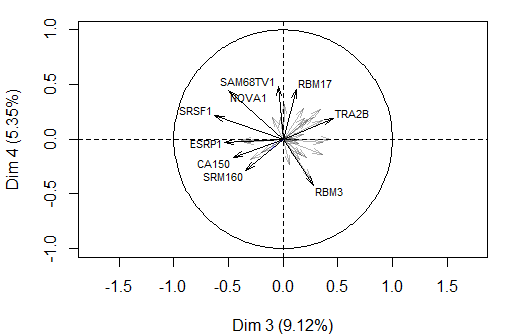 1.0
SAM68TV1 RBM17
0.5
NOVA1
SRSF1 TRA2B
Dim 4 (5.35%)
0.0
ESRP1
CA150
SRM160
-0.5
RBM3
-1.0
-1.5 -1.0 -0.5 0.0 0.5 1.0 1.5
Dim 3 (9.12%)